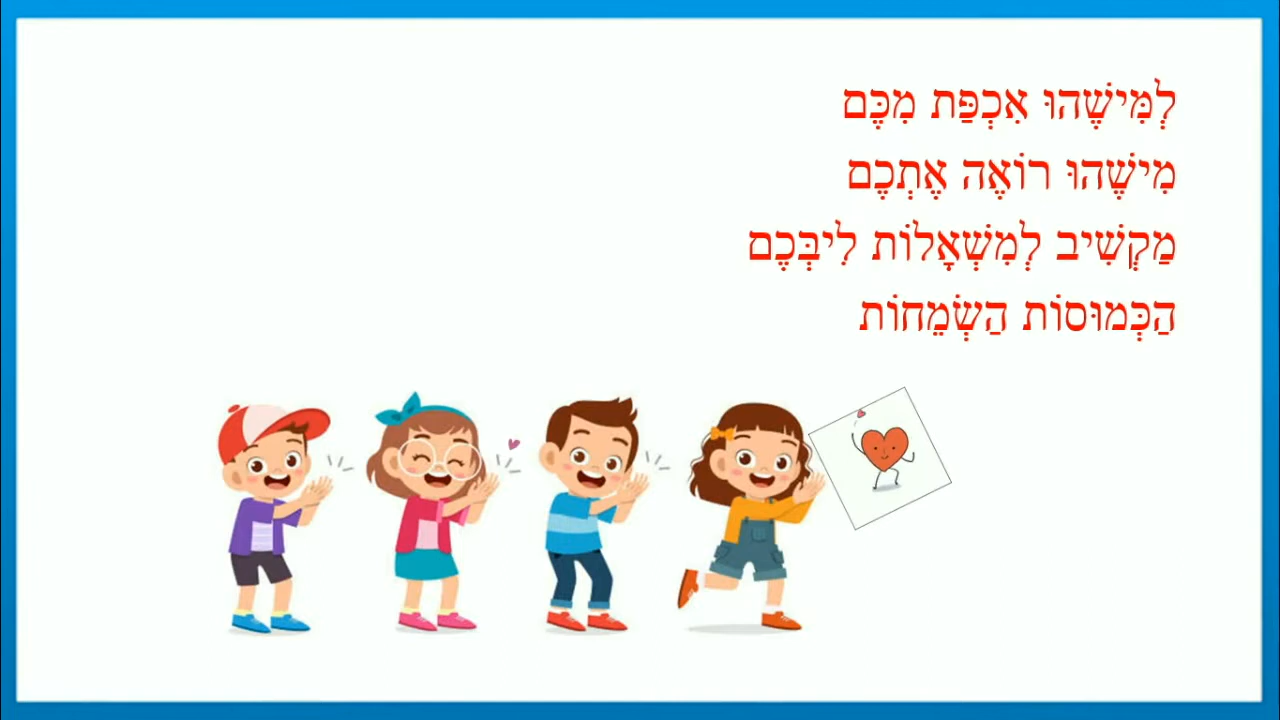 לְמִּישֶׁהוּ אִכְפַּת מִכֶּם
מִישֶׁהוּ רוֹאֶה אֶתְכֶם
מַקְשִׁיב לְמִשְׁאָלוֹת לִיבְּכֶם
הַכְּמוּסוֹת הַשְּׂמֵחוֹת